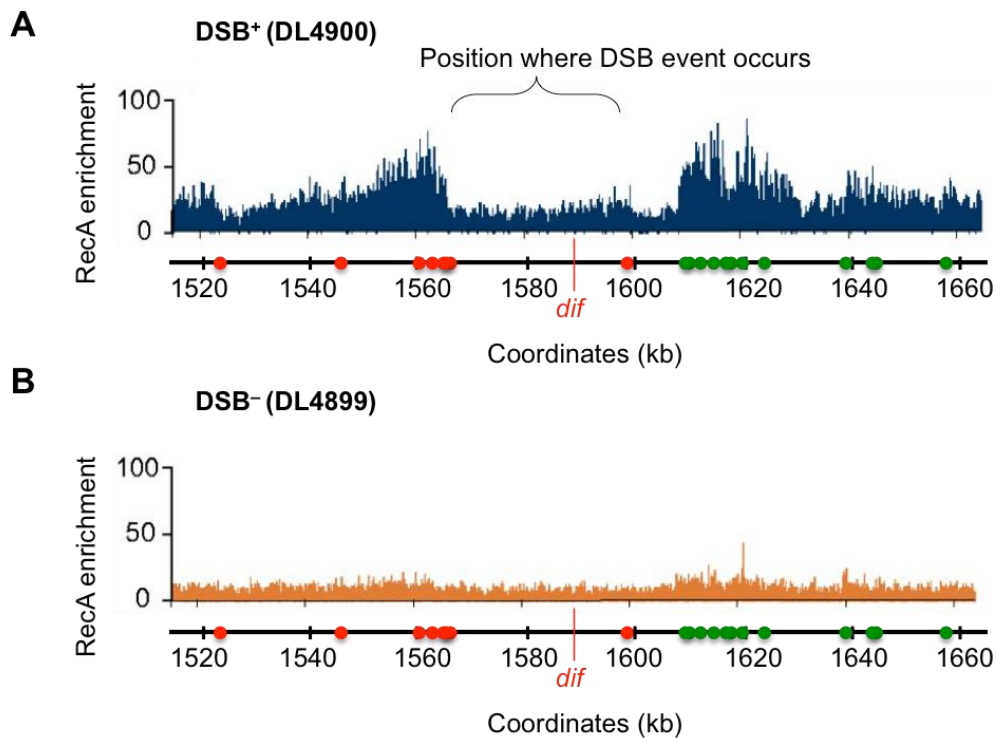 A
DSB+ (DL4900)
Position where DSB event occurs
RecA enrichment
100
50
0
1520 1540 1560 1580 1600 1620 1640 1660
dif
Coordinates (kb)
B
DSB– (DL4899)
RecA enrichment
100
50
0
1520 1540 1560 1580 1600 1620 1640 1660
dif
Coordinates (kb)